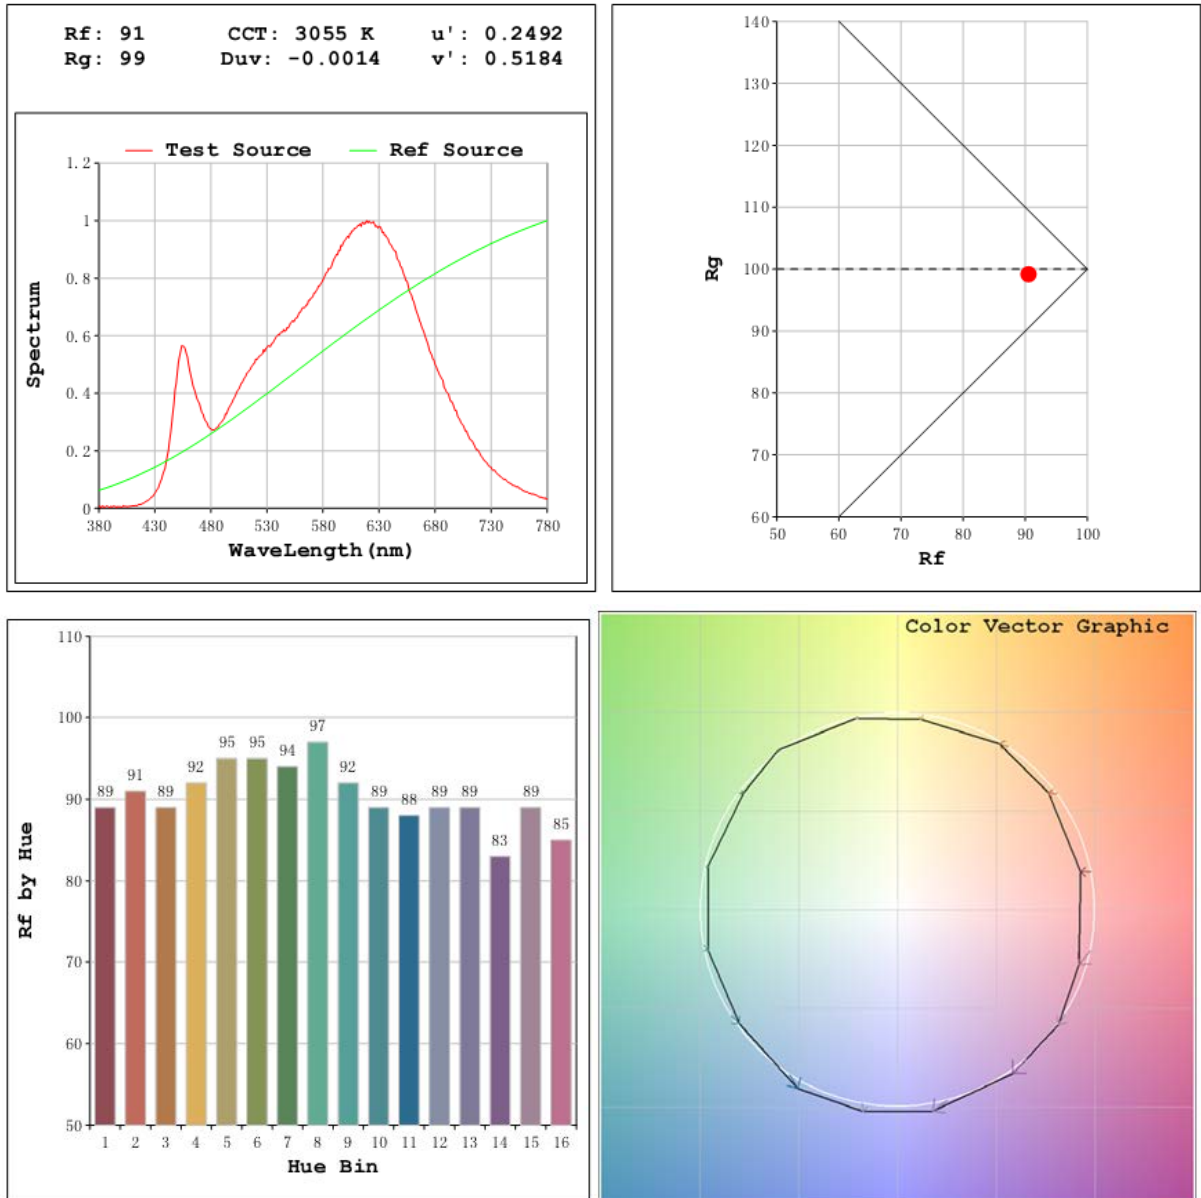 Rf: 91 CCT: 3055 K u': 0.2492
Rg: 99 Duv: -0.0014 v': 0.5184
Test Source Ref Source
1.2
1
0.8
0.6
0.4
0.2
0
380 430 480 530 580 630 680 730 780
WaveLength(nm)
Spectrum
140
130
120
110
100
90
80
70
60
50 60 70 80 90 100
Rf
Rg
110
100
90
80
70
60
50
89 91 89 92 95 95 94 97 92 89 88 89 89 83 89 85
1 2 3 4 5 6 7 8 9 10 11 12 13 14 15 16
Hue Bin
Rf by Hue
Color Vector Graphic